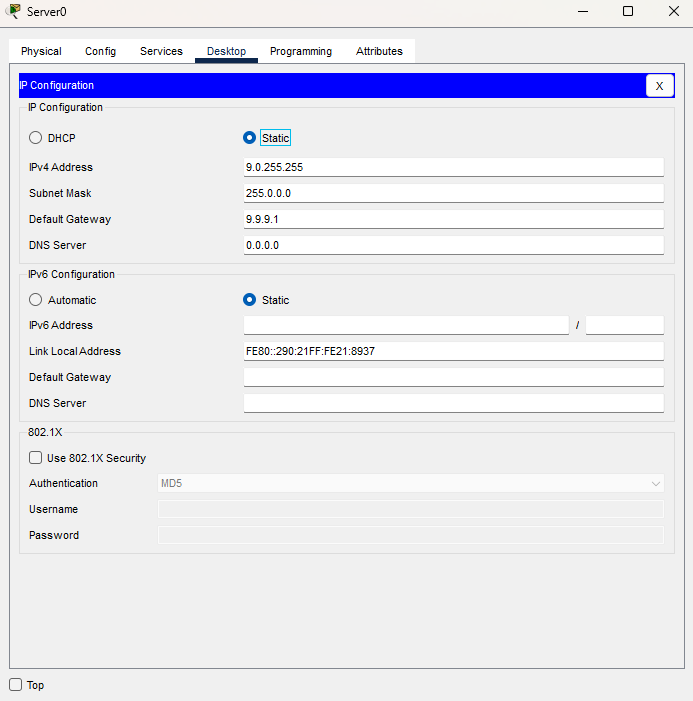 Server0
Physical Config Services Desktop Programming Attributes
IP Configuration X
IP Configuration
DHCP Static
IPv4 Address 9.0.255.255
Subnet Mask 255.0.0.0
Default Gateway 9.9.9.1
DNS Server 0.0.0.0
IPv6 Configuration
Automatic Static
IPv6 Address /
Link Local Address FE80::290:21FF:FE21:8937
Default Gateway
DNS Server
802.1X
Use 802.1X Security
Authentication MD5
Username
Password
Top